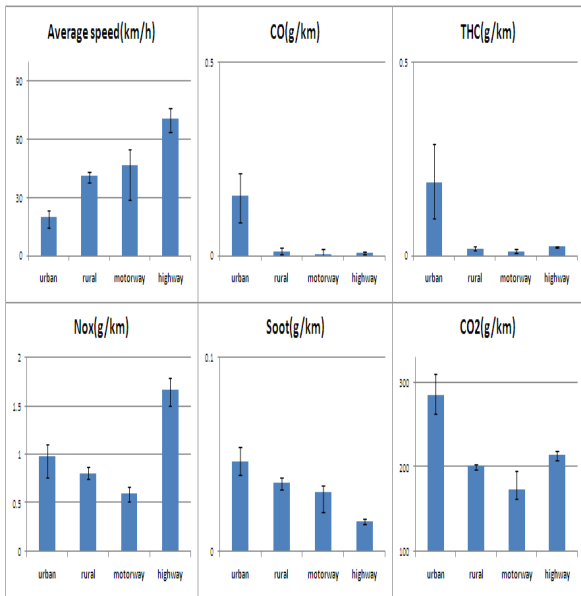 Average speed(km/h)
90
60
30
0
urban rural motorway highway
CO(g/km)
0.5
0
urban rural motorway highway
THC(g/km)
0.5
0
urban rural motorway highway
Nox(g/km)
2
1.5
1
0.5
0
urban rural motorway highway
Soot(g/km)
0.1
0
urban rural motorway highway
CO2(g/km)
300
200
100
urban rural motorway highway